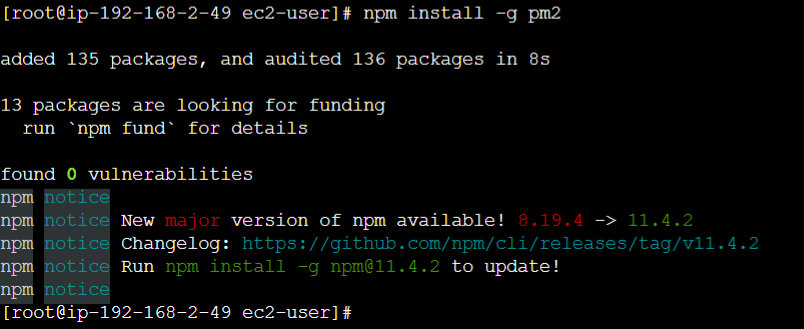 [root@ip-192-168-2-49 ec2-user]# npm install -g pm2
added 135 packages, and audited 136 packages in 8s
13 packages are looking for funding
  run `npm fund` for details
found 0 vulnerabilities
npm notice
npm notice New major version of npm available! 8.19.4 -> 11.4.2
npm notice Changelog: https://github.com/npm/cli/releases/tag/v11.4.2
npm notice Run npm install -g npm@11.4.2 to update!
npm notice
[root@ip-192-168-2-49 ec2-user]#